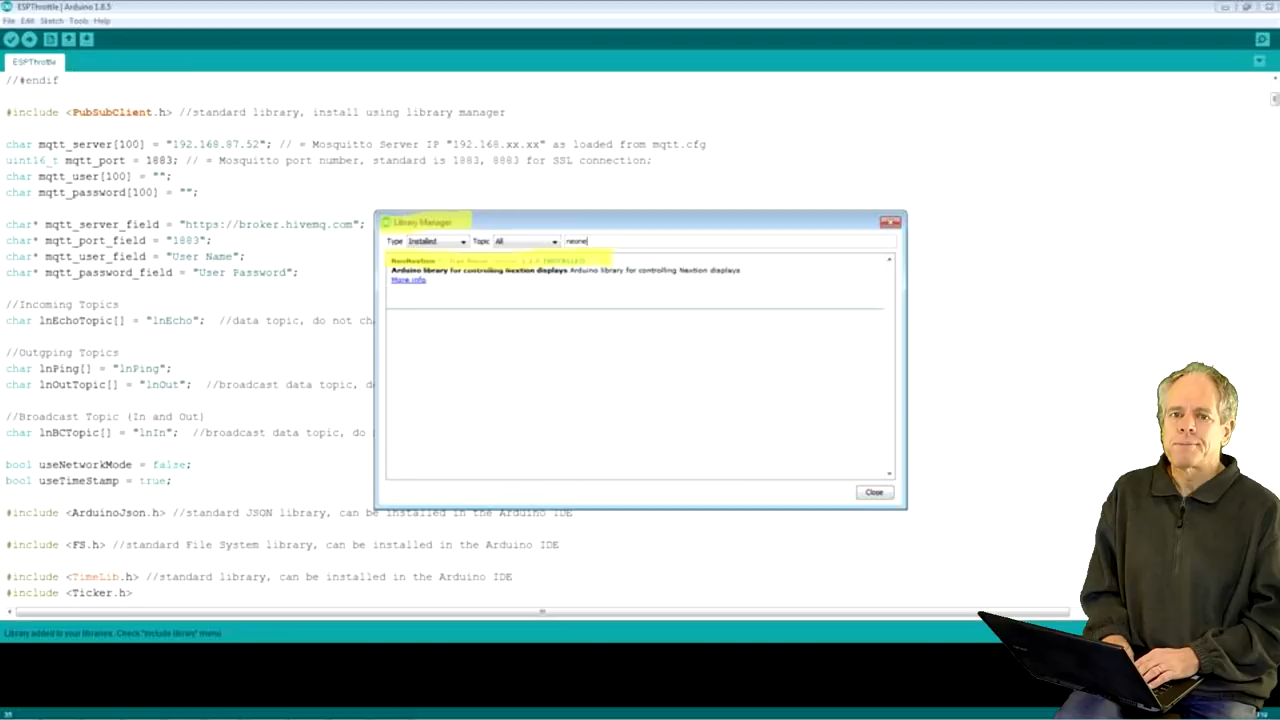 ESPThrottle | Arduino 1.8.5
File Edit Sketch Tools Help
ESPThrottle
//#endif
#include <PubSubClient.h> //standard library, install using library manager
char mqtt_server[100] = "192.168.87.52"; // = Mosquitto Server IP "192.168.xx.xx" as loaded from mqtt.cfg
uint16_t mqtt_port = 1883; // = Mosquitto port number, standard is 1883, 8883 for SSL connection;
char mqtt_user[100] = "";
char mqtt_password[100] = "";
char* mqtt_server_field = "https://broker.hivemq.com";
char* mqtt_port_field = "1883";
char* mqtt_user_field = "User Name";
char* mqtt_password_field = "User Password";
//Incoming Topics
char lnEchoTopic[] = "lnEcho"; //data topic, do not ch
//Outgping Topics
char lnPing[] = "lnPing";
char lnOutTopic[] = "lnOut"; //broadcast data topic, d
//Broadcast Topic (In and Out)
char lnBCTopic[] = "lnIn"; //broadcast data topic, do
bool useNetworkMode = false;
bool useTimeStamp = true;
#include <ArduinoJson.h> //standard JSON library, can be installed in the Arduino IDE
#include <FS.h> //standard File System library, can be installed in the Arduino IDE
#include <TimeLib.h> //standard library, can be installed in the Arduino IDE
#include <Ticker.h>
Library Manager
Type Installed Topic All neone
NeoNextion INSTALLED
Arduino library for controlling Nextion displays Arduino library for controlling Nextion displays
More info
Close
Library added to your libraries. Check "Include library" menu